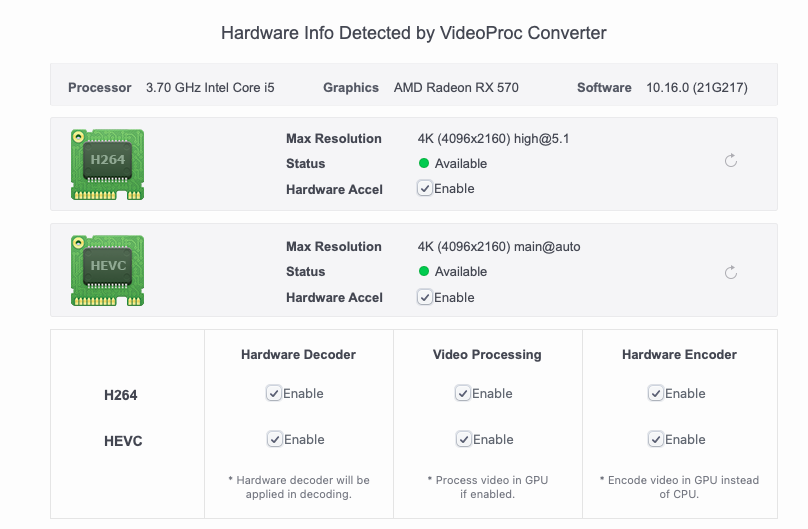 Hardware Info Detected by VideoProc Converter
Processor 3.70 GHz Intel Core i5 Graphics AMD Radeon RX 570 Software 10.16.0 (21G217)
H264
Max Resolution 4K (4096x2160) high@5.1
Status Available
Hardware Accel Enable
HEVC
Max Resolution 4K (4096x2160) main@auto
Status Available
Hardware Accel Enable
Hardware Decoder Video Processing Hardware Encoder
H264 Enable Enable Enable
HEVC Enable Enable Enable
* Hardware decoder will be * Process video in GPU * Encode video in GPU instead
applied in decoding. if enabled. of CPU.